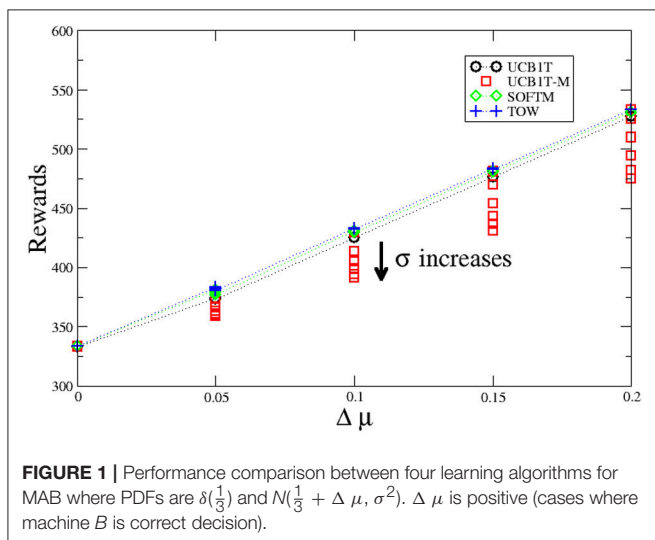 600
550
500
450
400
350
300
Rewards
UCB1T
UCB1T-M
SOFTM
TOW
σ increases
0
0.05
0.1
0.15
0.2
Δ μ
FIGURE 1 | Performance comparison between four learning algorithms for
MAB where PDFs are δ(1/3) and N(1/3 + Δ μ, σ²). Δ μ is positive (cases where
machine B is correct decision).